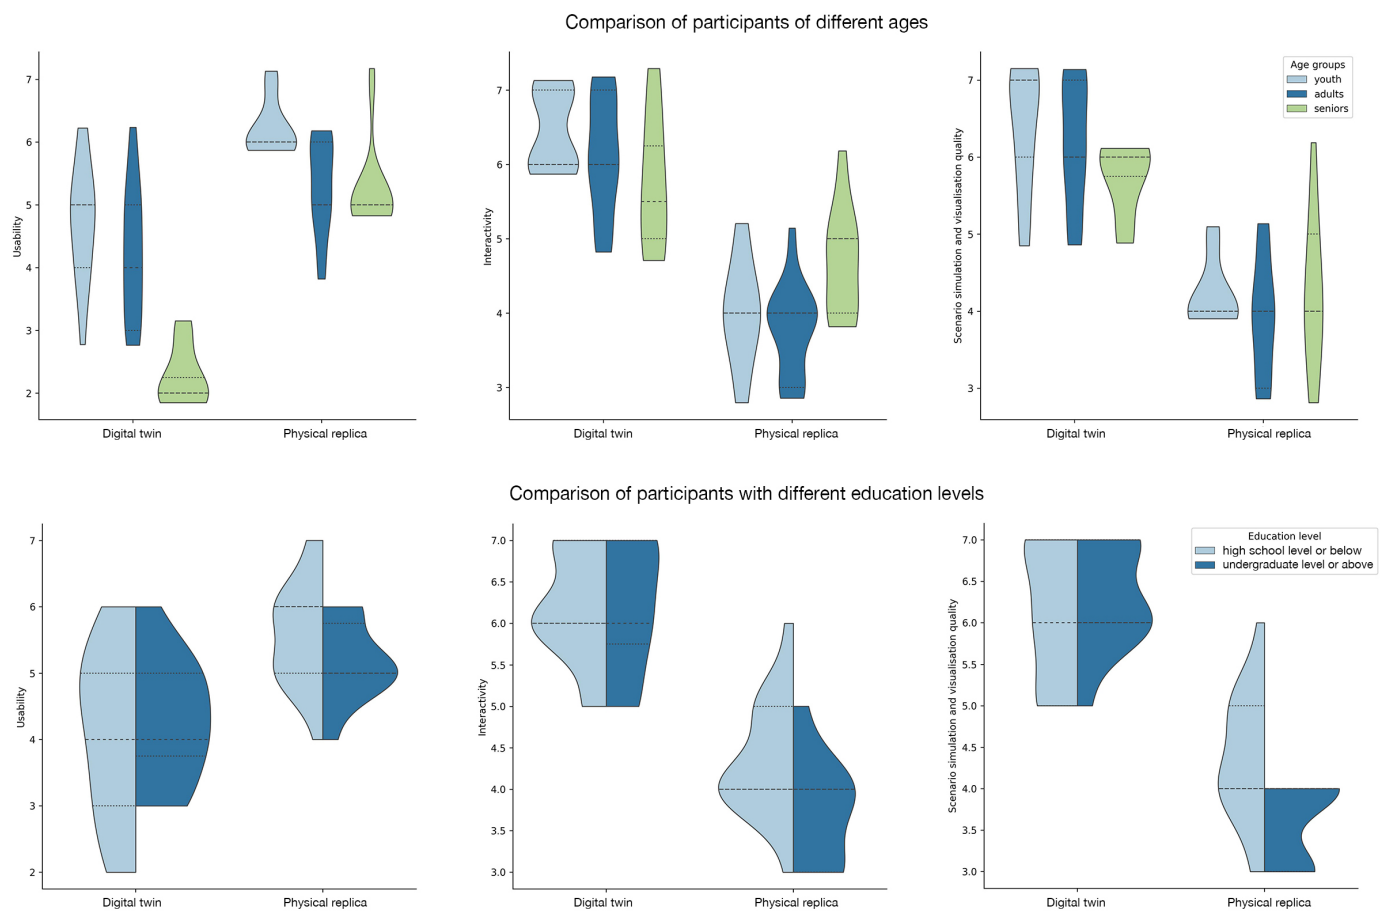 Comparison of participants of different ages
Usability
7
6
5
4
3
2
Digital twin
Physical replica
Interactivity
7
6
5
4
3
Digital twin
Physical replica
Scenario simulation and visualisation quality
7
6
5
4
3
Digital twin
Physical replica
Age groups
youth
adults
seniors
Comparison of participants with different education levels
Usability
7
6
5
4
3
2
Digital twin
Physical replica
Interactivity
7.0
6.5
6.0
5.5
5.0
4.5
4.0
3.5
3.0
Digital twin
Physical replica
Scenario simulation and visualisation quality
7.0
6.5
6.0
5.5
5.0
4.5
4.0
3.5
3.0
Digital twin
Physical replica
Education level
high school level or below
undergraduate level or above